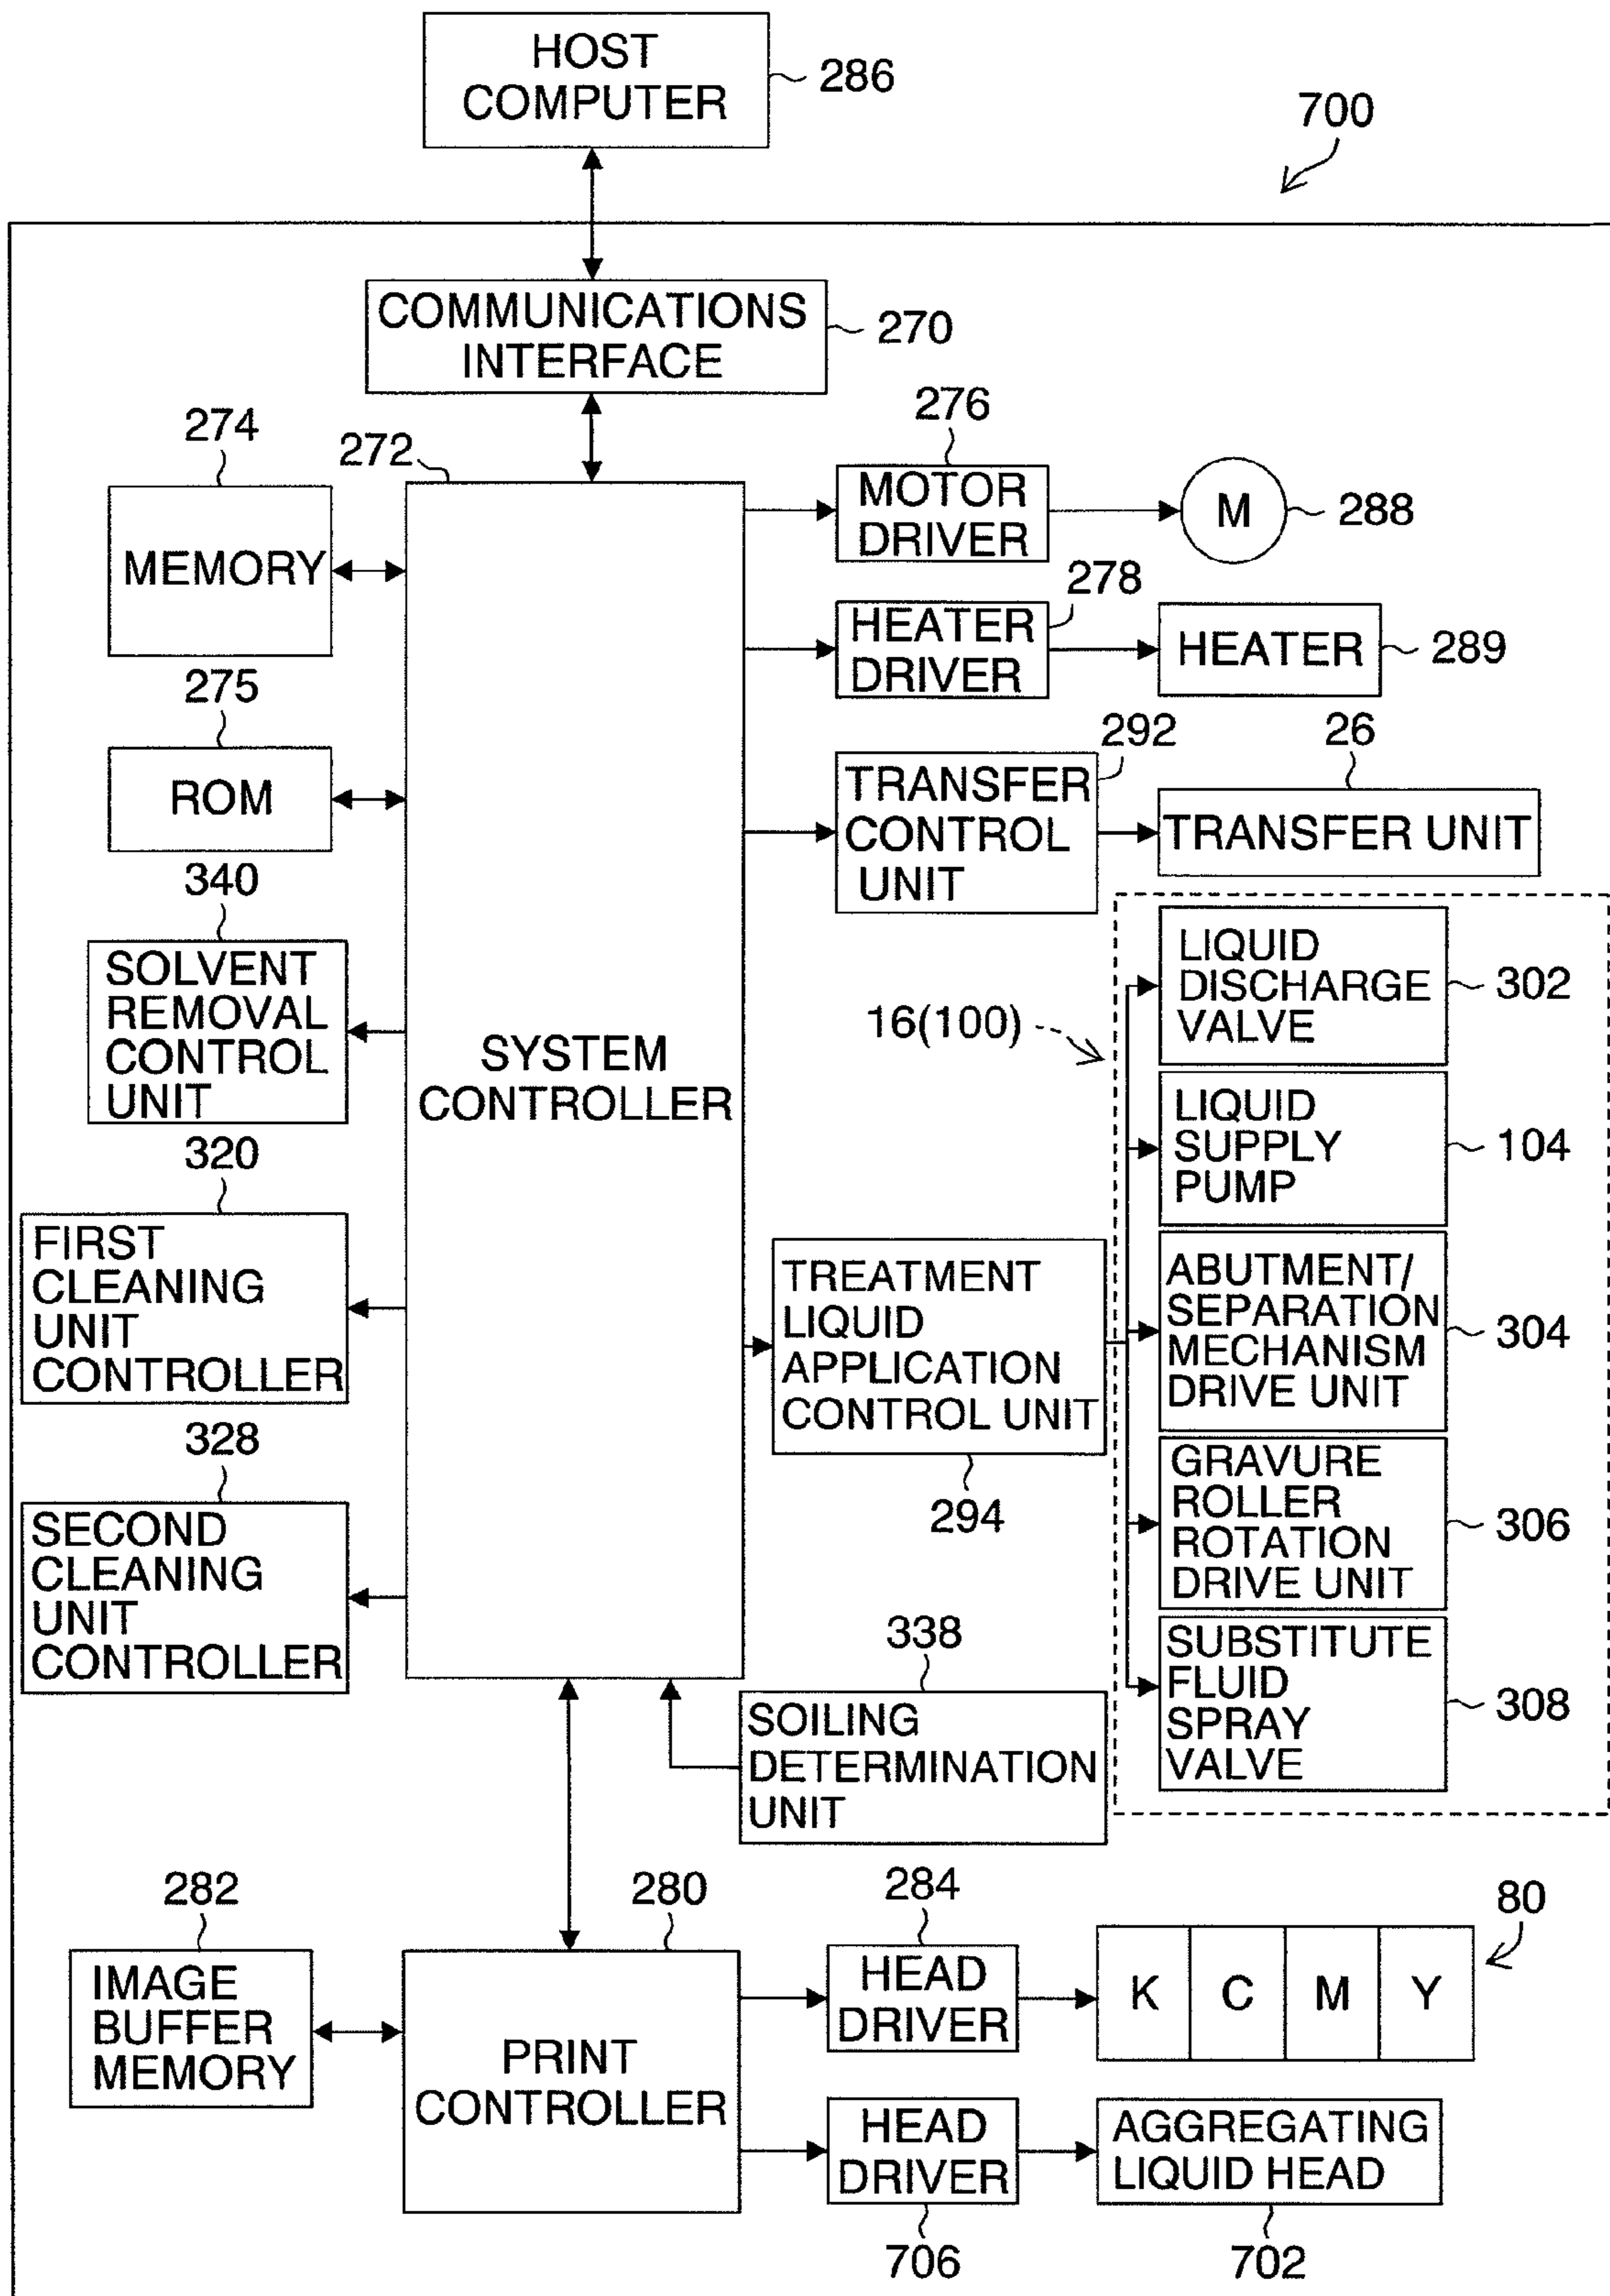 HOST
COMPUTER
286
700
COMMUNICATIONS
INTERFACE
270
274
272
276
MEMORY
MOTOR
DRIVER
M
288
278
HEATER
DRIVER
HEATER
289
275
ROM
292
26
TRANSFER
CONTROL
UNIT
TRANSFER UNIT
340
SOLVENT
REMOVAL
CONTROL
UNIT
SYSTEM
CONTROLLER
16(100)
LIQUID
DISCHARGE
VALVE
302
LIQUID
SUPPLY
PUMP
104
320
FIRST
CLEANING
UNIT
CONTROLLER
TREATMENT
LIQUID
APPLICATION
CONTROL UNIT
294
ABUTMENT/
SEPARATION
MECHANISM
DRIVE UNIT
304
328
SECOND
CLEANING
UNIT
CONTROLLER
GRAVURE
ROLLER
ROTATION
DRIVE UNIT
306
338
SOILING
DETERMINATION
UNIT
SUBSTITUTE
FLUID
SPRAY
VALVE
308
282
280
284
80
IMAGE
BUFFER
MEMORY
PRINT
CONTROLLER
HEAD
DRIVER
K C M Y
HEAD
DRIVER
AGGREGATING
LIQUID HEAD
706
702